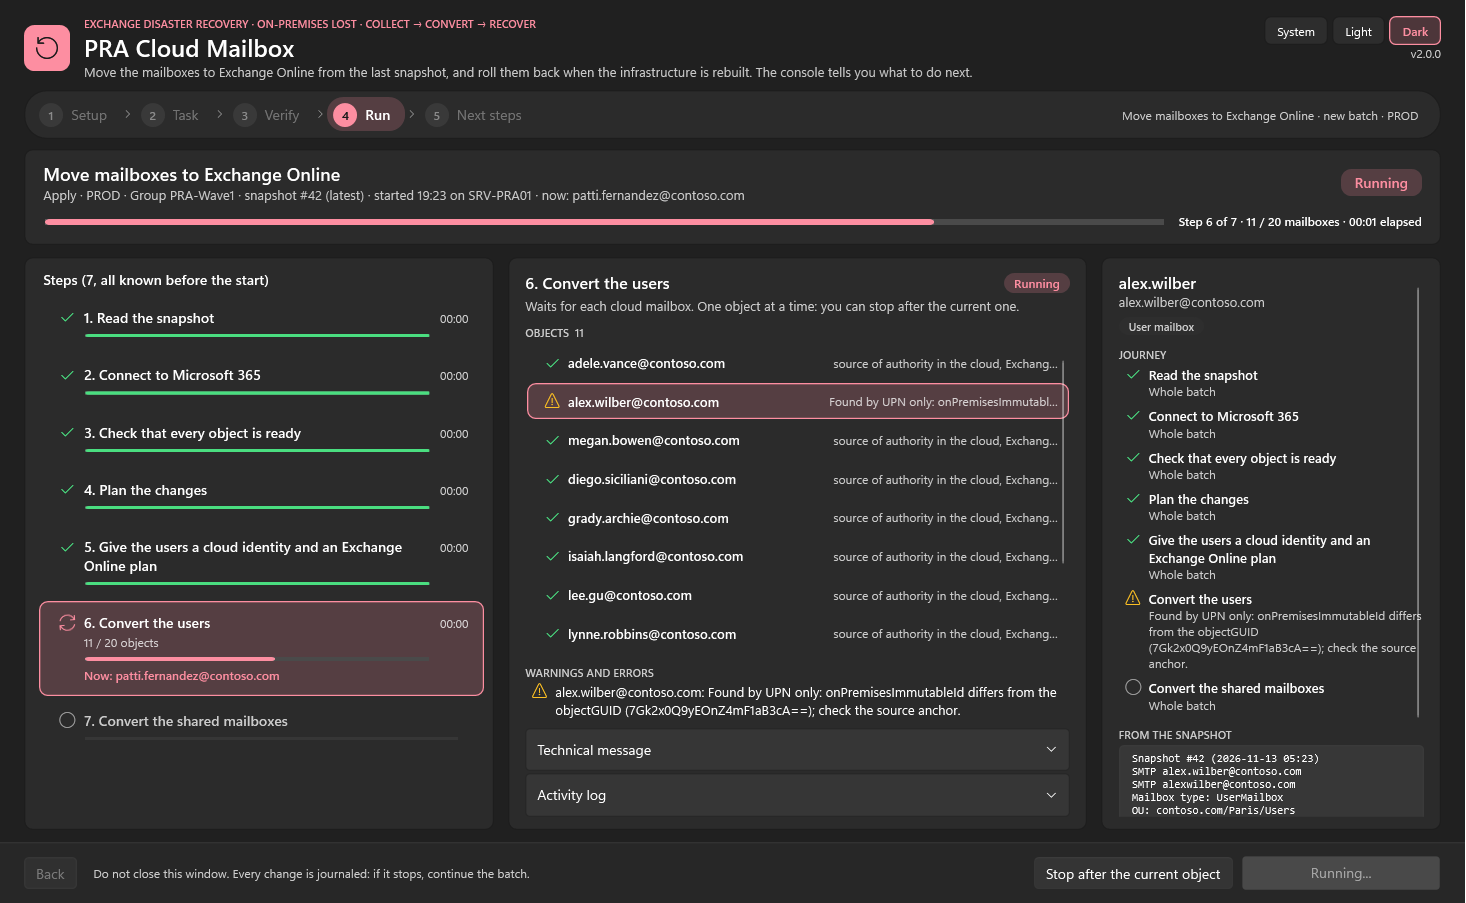 EXCHANGE DISASTER RECOVERY · ON-PREMISES LOST · COLLECT → CONVERT → RECOVER
PRA Cloud Mailbox
Move the mailboxes to Exchange Online from the last snapshot, and roll them back when the infrastructure is rebuilt. The console tells you what to do next.
System
Light
Dark
v2.0.0
1 Setup
2 Task
3 Verify
4 Run
5 Next steps
Move mailboxes to Exchange Online · new batch · PROD
Move mailboxes to Exchange Online
Apply · PROD · Group PRA-Wave1 · snapshot #42 (latest) · started 19:23 on SRV-PRA01 · now: patti.fernandez@contoso.com
Running
Step 6 of 7 · 11 / 20 mailboxes · 00:01 elapsed
Steps (7, all known before the start)
1. Read the snapshot 00:00
2. Connect to Microsoft 365 00:00
3. Check that every object is ready 00:00
4. Plan the changes 00:00
5. Give the users a cloud identity and an Exchange 00:00
Online plan
6. Convert the users 00:00
11 / 20 objects
Now: patti.fernandez@contoso.com
7. Convert the shared mailboxes
6. Convert the users
Running
Waits for each cloud mailbox. One object at a time: you can stop after the current one.
OBJECTS 11
adele.vance@contoso.com source of authority in the cloud, Exchang...
alex.wilber@contoso.com Found by UPN only: onPremisesImmutabl...
megan.bowen@contoso.com source of authority in the cloud, Exchang...
diego.siciliani@contoso.com source of authority in the cloud, Exchang...
grady.archie@contoso.com source of authority in the cloud, Exchang...
isaiah.langford@contoso.com source of authority in the cloud, Exchang...
lee.gu@contoso.com source of authority in the cloud, Exchang...
lynne.robbins@contoso.com source of authority in the cloud, Exchang...
WARNINGS AND ERRORS
alex.wilber@contoso.com: Found by UPN only: onPremisesImmutableId differs from the
objectGUID (7Gk2x0Q9yEOnZ4mF1aB3cA==); check the source anchor.
Technical message
Activity log
alex.wilber
alex.wilber@contoso.com
User mailbox
JOURNEY
Read the snapshot
Whole batch
Connect to Microsoft 365
Whole batch
Check that every object is ready
Whole batch
Plan the changes
Whole batch
Give the users a cloud identity and an
Exchange Online plan
Whole batch
Convert the users
Found by UPN only: onPremisesImmutableId differs
from the objectGUID
(7Gk2x0Q9yEOnZ4mF1aB3cA==); check the source
anchor.
Convert the shared mailboxes
Whole batch
FROM THE SNAPSHOT
Snapshot #42 (2026-11-13 05:23)
SMTP alex.wilber@contoso.com
SMTP alexwilber@contoso.com
Mailbox type: UserMailbox
OU: contoso.com/Paris/Users
Back
Do not close this window. Every change is journaled: if it stops, continue the batch.
Stop after the current object
Running...